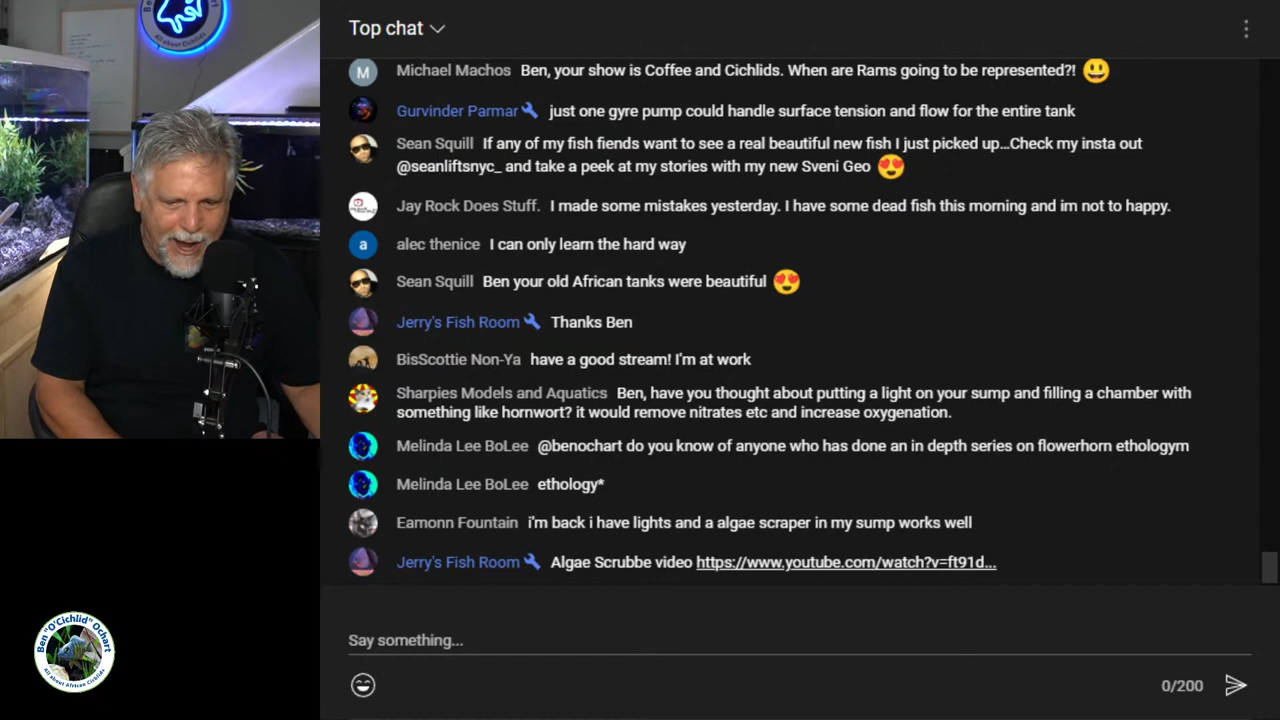 Top chat
M
Michael Machos Ben, your show is Coffee and Cichlids. When are Rams going to be represented?! 😃
Gurvinder Parmar just one gyre pump could handle surface tension and flow for the entire tank
Sean Squill If any of my fish fiends want to see a real beautiful new fish I just picked up...Check my insta out
@seanliftsnyc_ and take a peek at my stories with my new Sveni Geo 😍
Jay Rock Does Stuff. I made some mistakes yesterday. I have some dead fish this morning and im not to happy.
a
alec thenice I can only learn the hard way
Sean Squill Ben your old African tanks were beautiful 😍
Jerry's Fish Room Thanks Ben
BisScottie Non-Ya have a good stream! I'm at work
Sharpies Models and Aquatics Ben, have you thought about putting a light on your sump and filling a chamber with
something like hornwort? it would remove nitrates etc and increase oxygenation.
Melinda Lee BoLee @benochart do you know of anyone who has done an in depth series on flowerhorn ethologym
Melinda Lee BoLee ethology*
Eamonn Fountain i'm back i have lights and a algae scraper in my sump works well
Jerry's Fish Room Algae Scrubbe video https://www.youtube.com/watch?v=ft91d...
Say something...
0/200
Ben "O'Cichlid" Ochart
All about African Cichlids
All about Cichlids